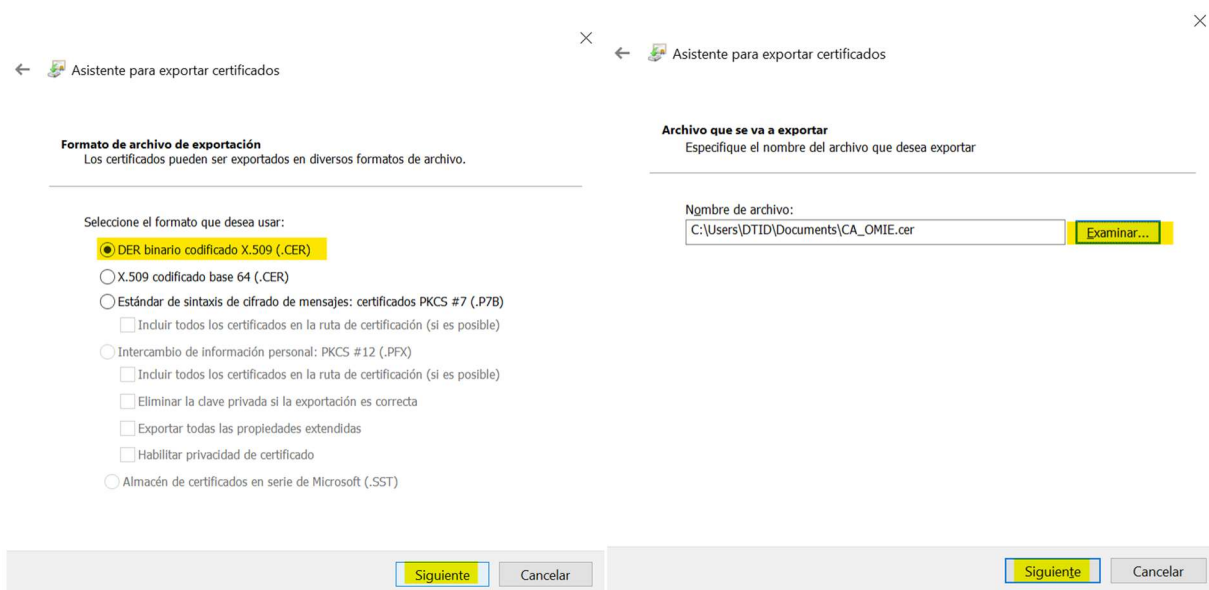 Asistente para exportar certificados
Formato de archivo de exportación
Los certificados pueden ser exportados en diversos formatos de archivo.
Seleccione el formato que desea usar:
DER binario codificado X.509 (.CER)
X.509 codificado base 64 (.CER)
Estándar de sintaxis de cifrado de mensajes: certificados PKCS #7 (.P7B)
Incluir todos los certificados en la ruta de certificación (si es posible)
Intercambio de información personal: PKCS #12 (.PFX)
Incluir todos los certificados en la ruta de certificación (si es posible)
Eliminar la clave privada si la exportación es correcta
Exportar todas las propiedades extendidas
Habilitar privacidad de certificado
Almacén de certificados en serie de Microsoft (.SST)
Siguiente
Cancelar
Asistente para exportar certificados
Archivo que se va a exportar
Especifique el nombre del archivo que desea exportar
Nombre de archivo:
C:\Users\DTID\Documents\CA_OMIE.cer
Examinar...
Siguiente
Cancelar